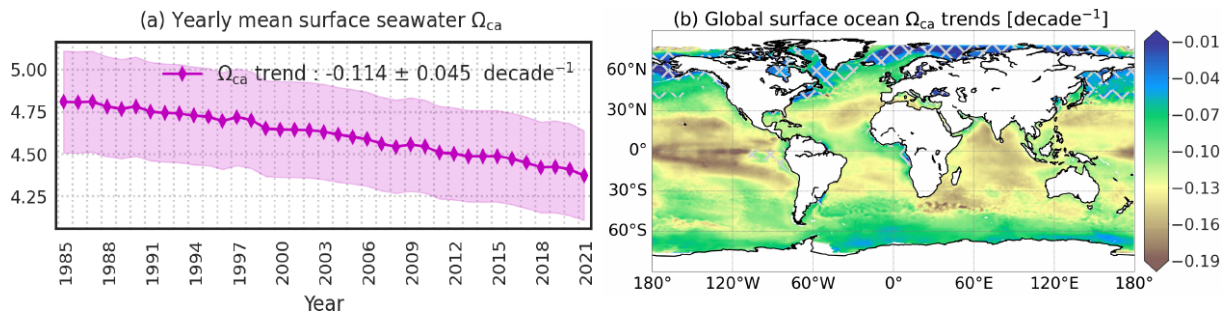 (a) Yearly mean surface seawater Ω_ca
5.00
4.75
4.50
4.25
Ω_ca trend : -0.114 ± 0.045 decade⁻¹
1985
1988
1991
1994
1997
2000
2003
2006
2009
2012
2015
2018
2021
Year
(b) Global surface ocean Ω_ca trends [decade⁻¹]
60°N
30°N
0°
30°S
60°S
180°
120°W
60°W
0°
60°E
120°E
180°
−0.01
−0.04
−0.07
−0.10
−0.13
−0.16
−0.19